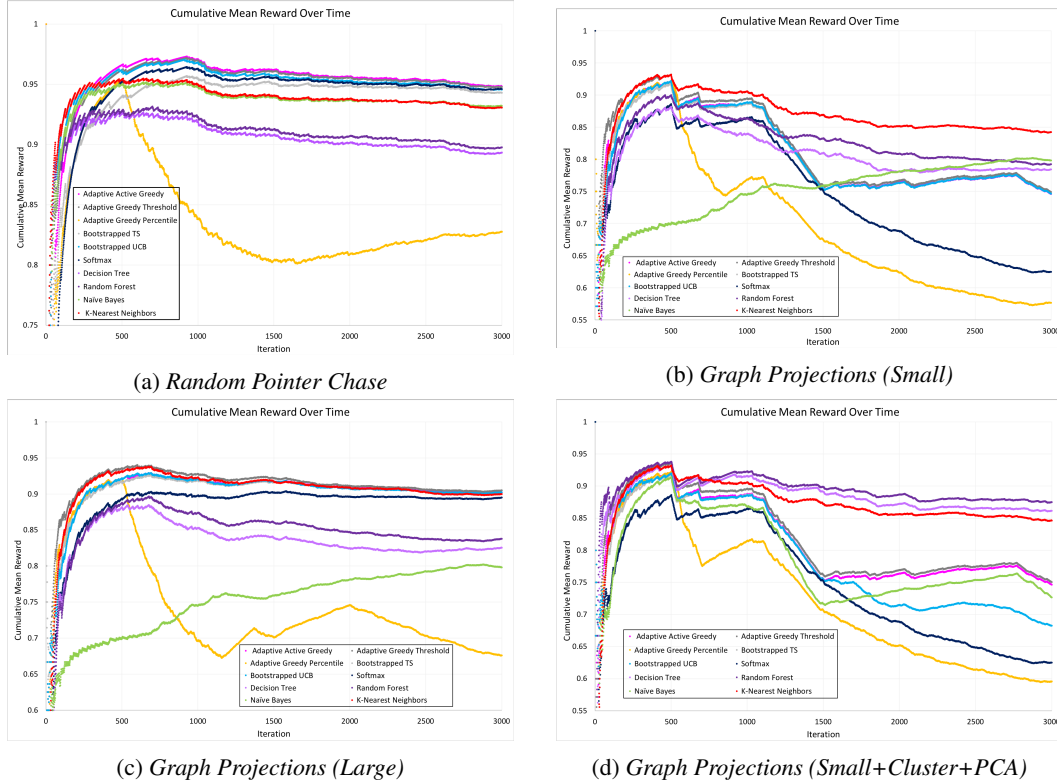 Cumulative Mean Reward Over Time
Cumulative Mean Reward
1
0.95
0.9
0.85
0.8
0.75
Adaptive Active Greedy
Adaptive Greedy Threshold
Adaptive Greedy Percentile
Bootstrapped TS
Bootstrapped UCB
Softmax
Decision Tree
Random Forest
Naïve Bayes
K-Nearest Neighbors
0 500 1000 1500 2000 2500 3000
Iteration
(a) Random Pointer Chase
Cumulative Mean Reward Over Time
Cumulative Mean Reward
1
0.95
0.9
0.85
0.8
0.75
0.7
0.65
0.6
0.55
Adaptive Active Greedy Adaptive Greedy Threshold
Adaptive Greedy Percentile Bootstrapped TS
Bootstrapped UCB Softmax
Decision Tree Random Forest
Naïve Bayes K-Nearest Neighbors
0 500 1000 1500 2000 2500 3000
Iteration
(b) Graph Projections (Small)
Cumulative Mean Reward Over Time
Cumulative Mean Reward
1
0.95
0.9
0.85
0.8
0.75
0.7
0.65
0.6
Adaptive Active Greedy Adaptive Greedy Threshold
Adaptive Greedy Percentile Bootstrapped TS
Bootstrapped UCB Softmax
Decision Tree Random Forest
Naïve Bayes K-Nearest Neighbors
0 500 1000 1500 2000 2500 3000
Iteration
(c) Graph Projections (Large)
Cumulative Mean Reward Over Time
Cumulative Mean Reward
1
0.95
0.9
0.85
0.8
0.75
0.7
0.65
0.6
0.55
Adaptive Active Greedy Adaptive Greedy Threshold
Adaptive Greedy Percentile Bootstrapped TS
Bootstrapped UCB Softmax
Decision Tree Random Forest
Naïve Bayes K-Nearest Neighbors
0 500 1000 1500 2000 2500 3000
Iteration
(d) Graph Projections (Small+Cluster+PCA)